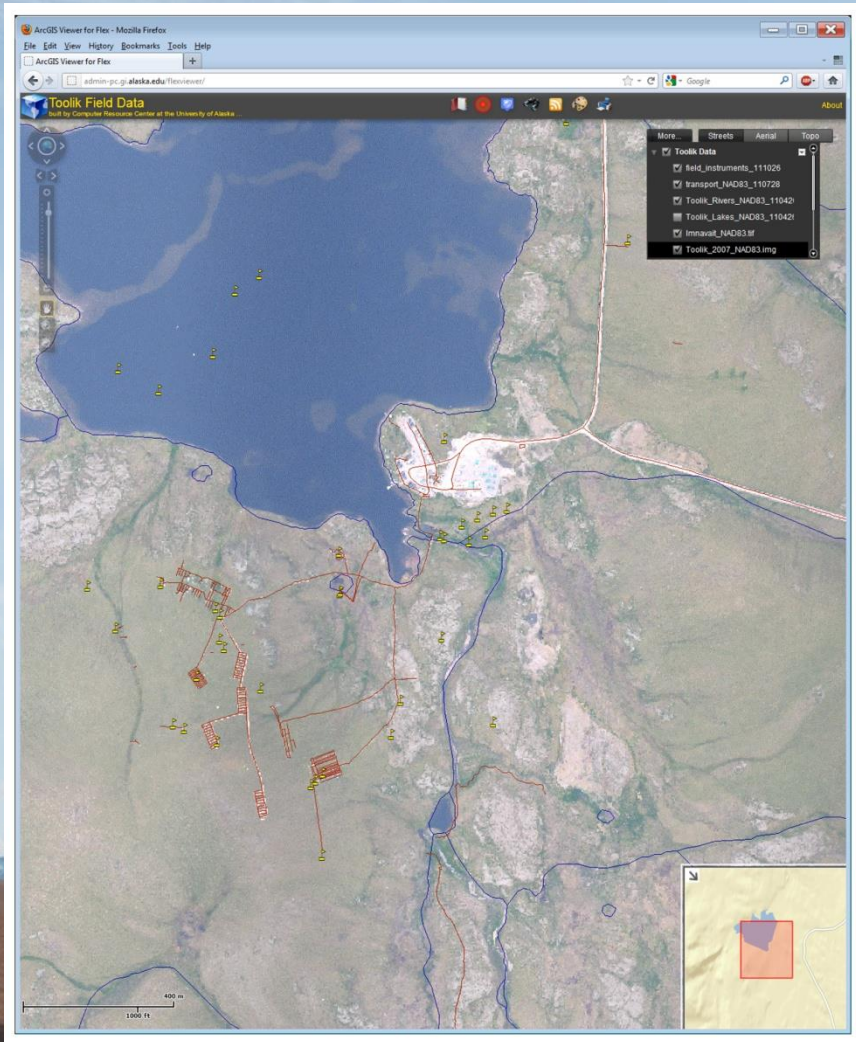 ArcGIS Viewer for Flex - Mozilla Firefox
File Edit View History Bookmarks Tools Help
ArcGIS Viewer for Flex
admin-pc.gi.alaska.edu/flexviewer/
Google
Toolik Field Data
built by Computer Resource Center at the University of Alaska ...
About
More... Streets Aerial Topo
Toolik Data
field_instruments_111026
transport_NAD83_110728
Toolik_Rivers_NAD83_11042
Toolik_Lakes_NAD83_11042
Imnavait_NAD83.tif
Toolik_2007_NAD83.img
400 m
1000 ft